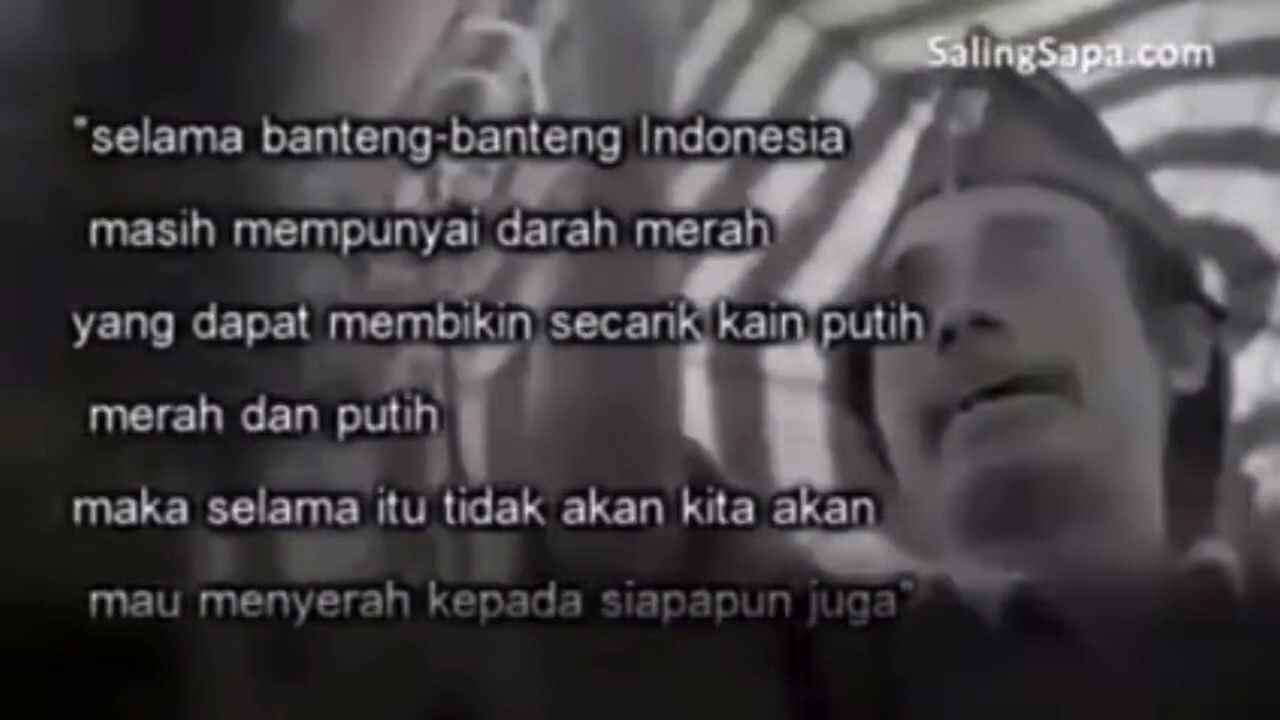 SalingSapa.com
"selama banteng-banteng Indonesia
masih mempunyai darah merah
yang dapat membikin secarik kain putih
merah dan putih
maka selama itu tidak akan kita akan
mau menyerah kepada siapapun juga"